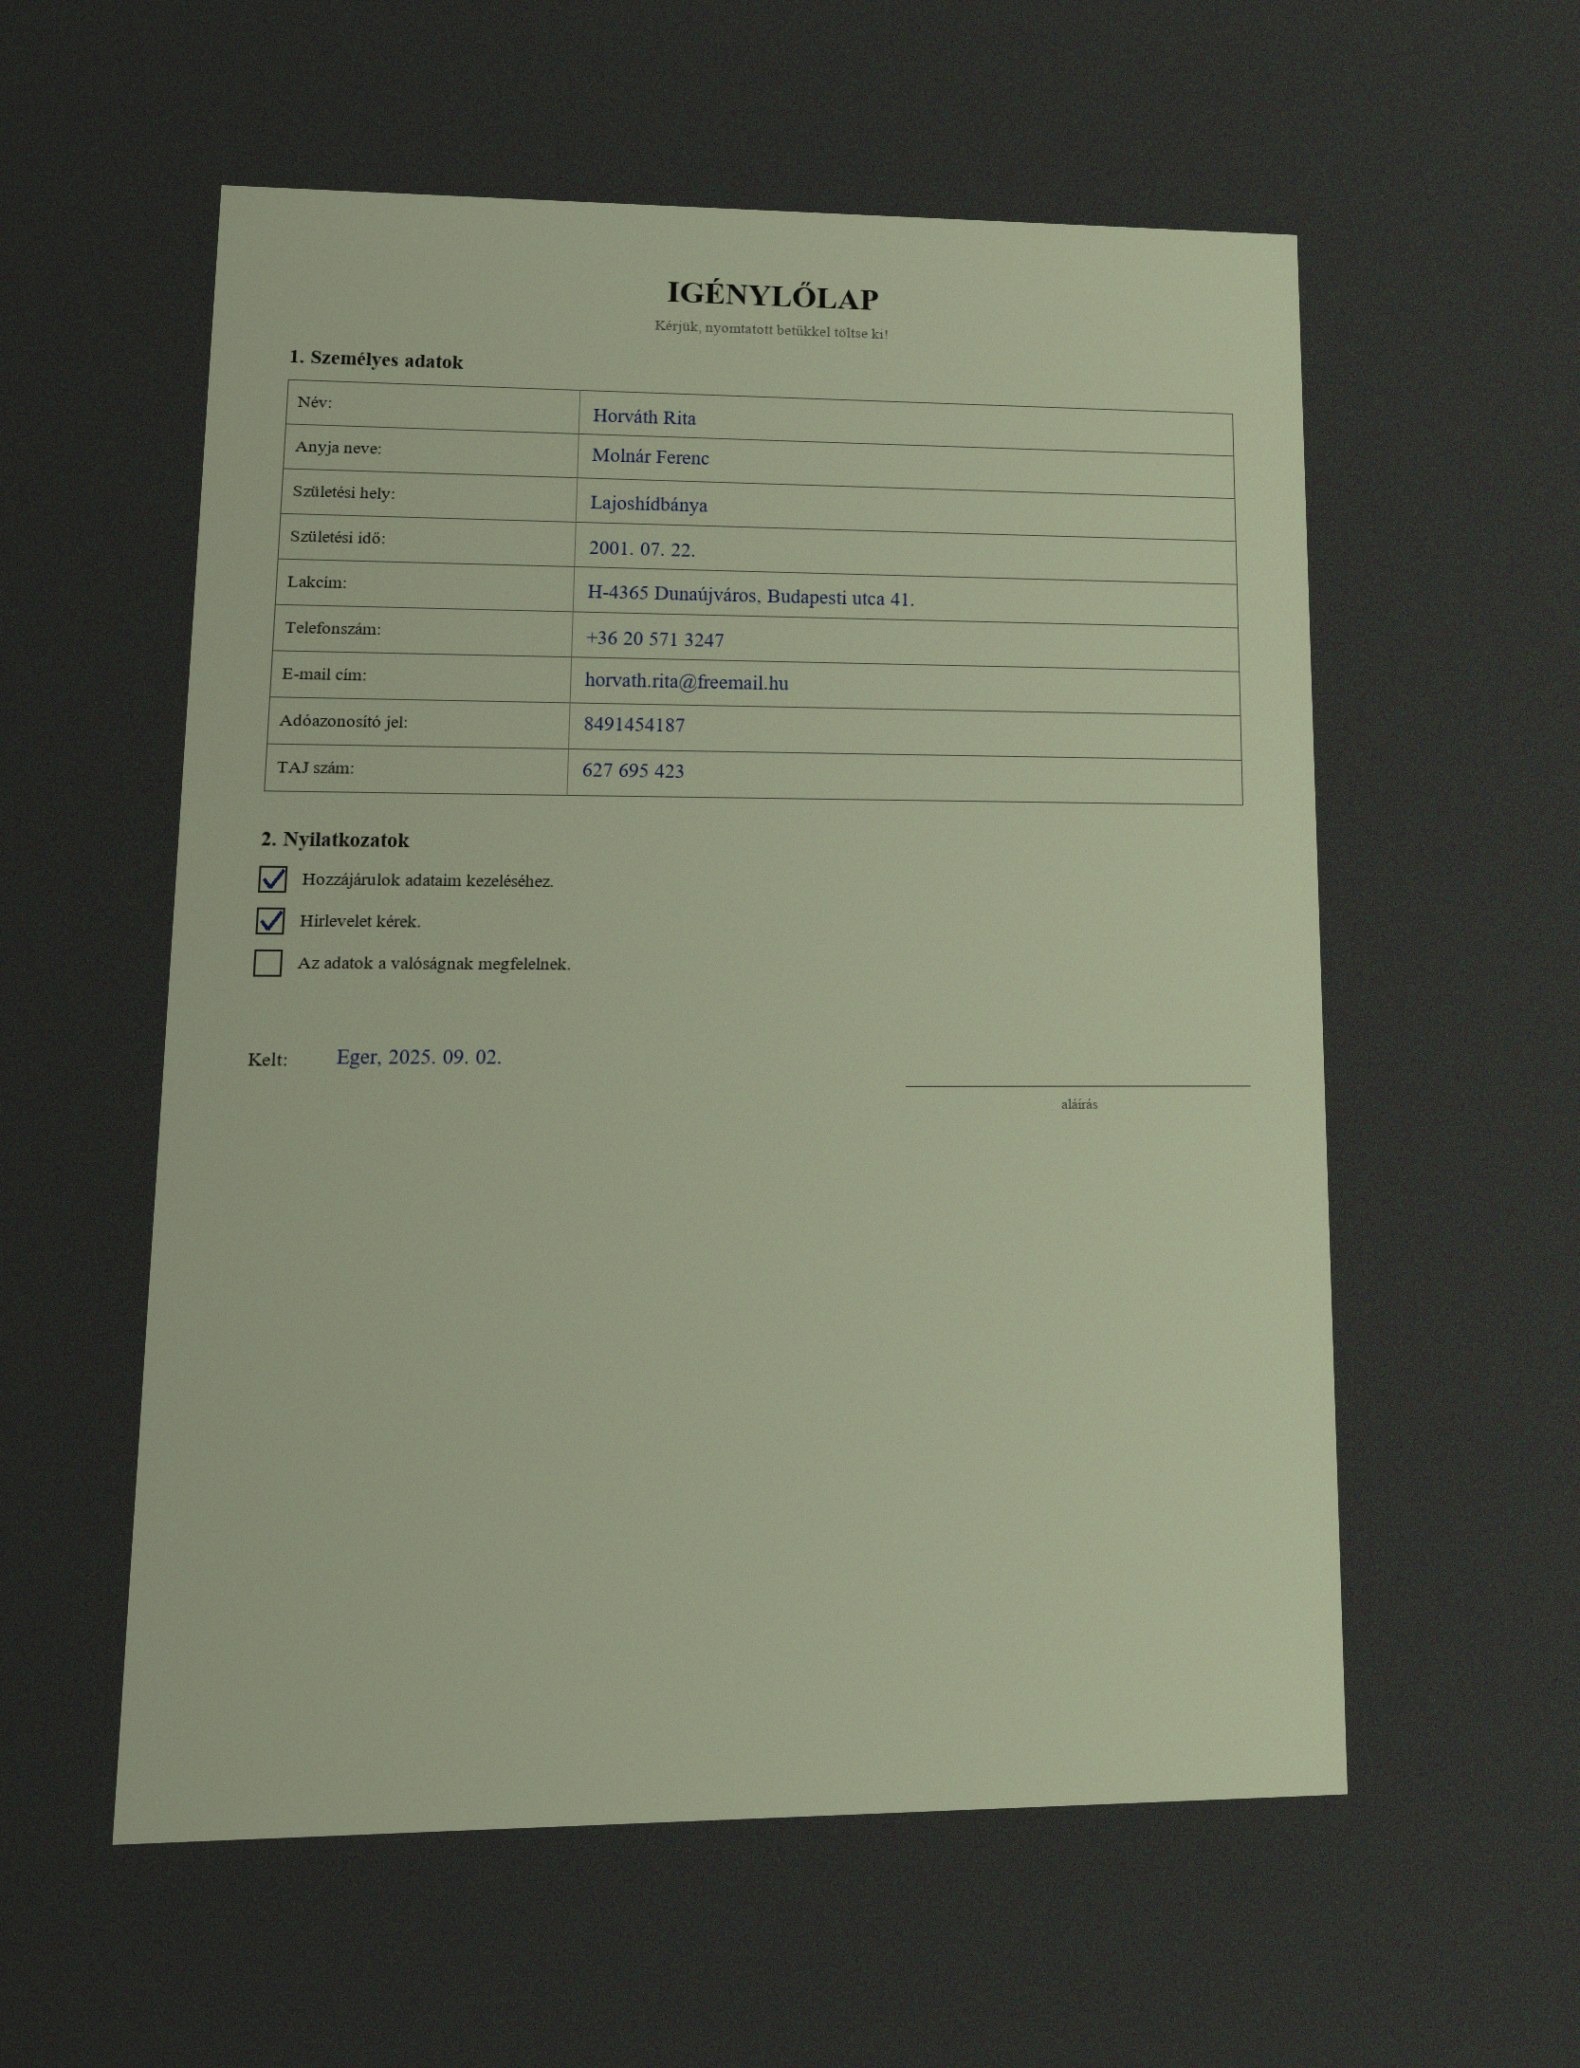 IGÉNYLŐLAP
Kérjük, nyomtatott betűkkel töltse ki!
1. Személyes adatok
Név: Horváth Rita
Anyja neve: Molnár Ferenc
Születési hely: Lajoshídbánya
Születési idő: 2001. 07. 22.
Lakcím: H-4365 Dunaújváros, Budapesti utca 41.
Telefonszám: +36 20 571 3247
E-mail cím: horvath.rita@freemail.hu
Adóazonosító jel: 8491454187
TAJ szám: 627 695 423
2. Nyilatkozatok
Hozzájárulok adataim kezeléséhez.
Hírlevelet kérek.
Az adatok a valóságnak megfelelnek.
Kelt: Eger, 2025. 09. 02.
aláírás